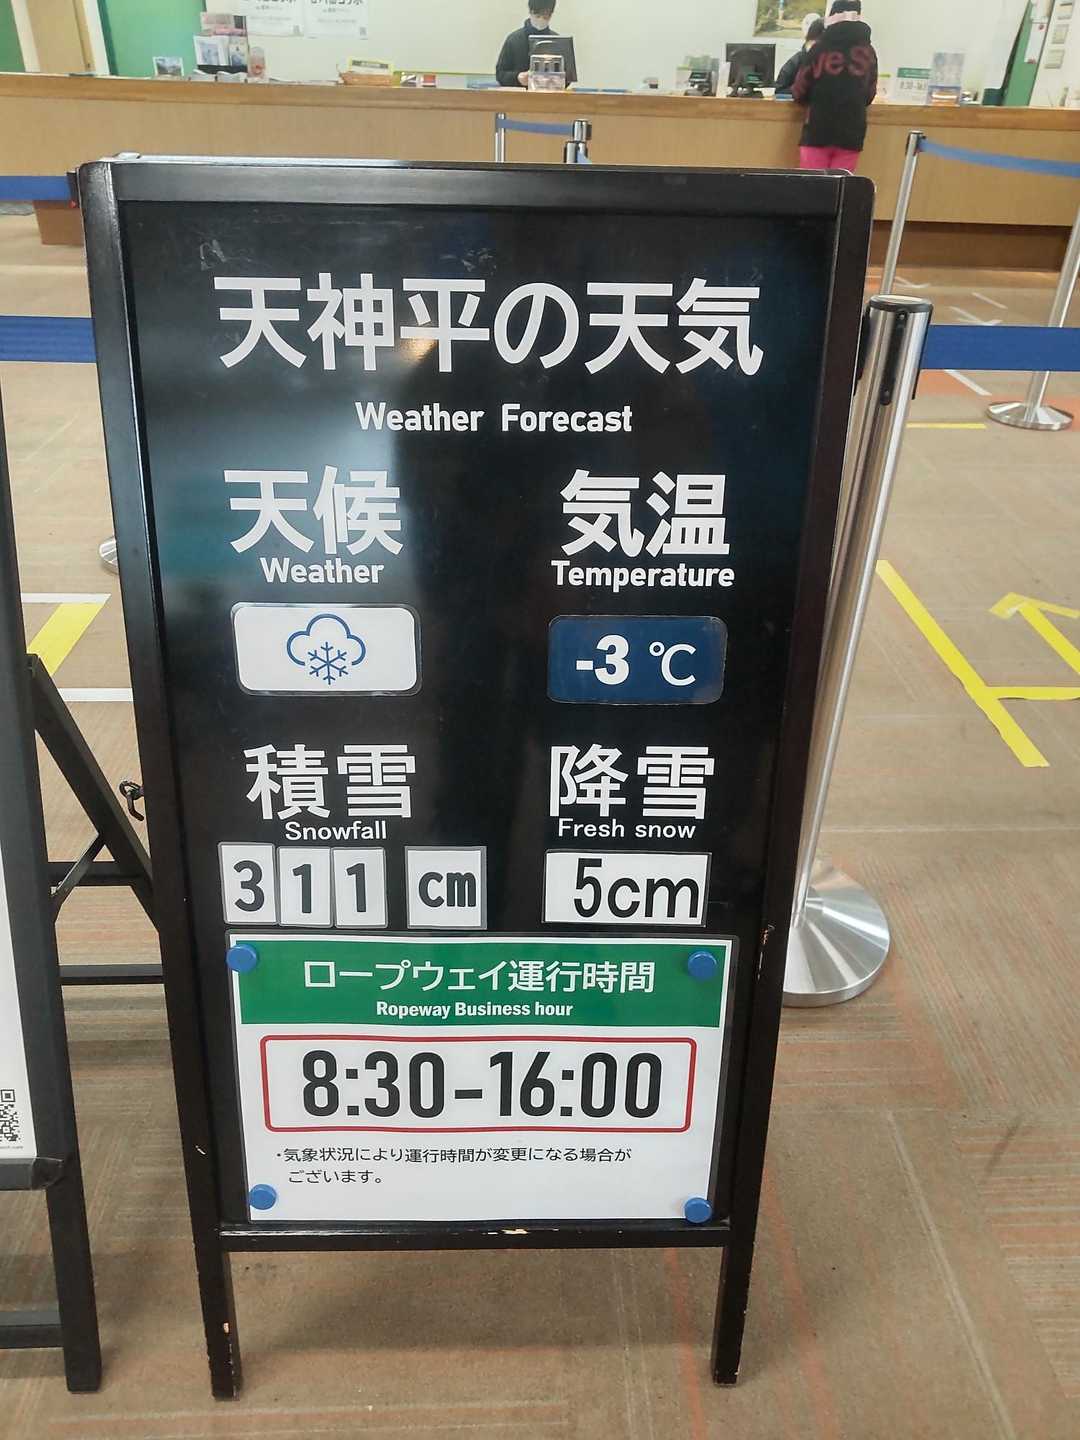 天神平の天気
Weather Forecast
天候
Weather
気温
Temperature
-3 ℃
積雪
Snowfall
311 cm
降雪
Fresh snow
5cm
ロープウェイ運行時間
Ropeway Business hour
8:30-16:00
・気象状況により運行時間が変更になる場合が
ございます。